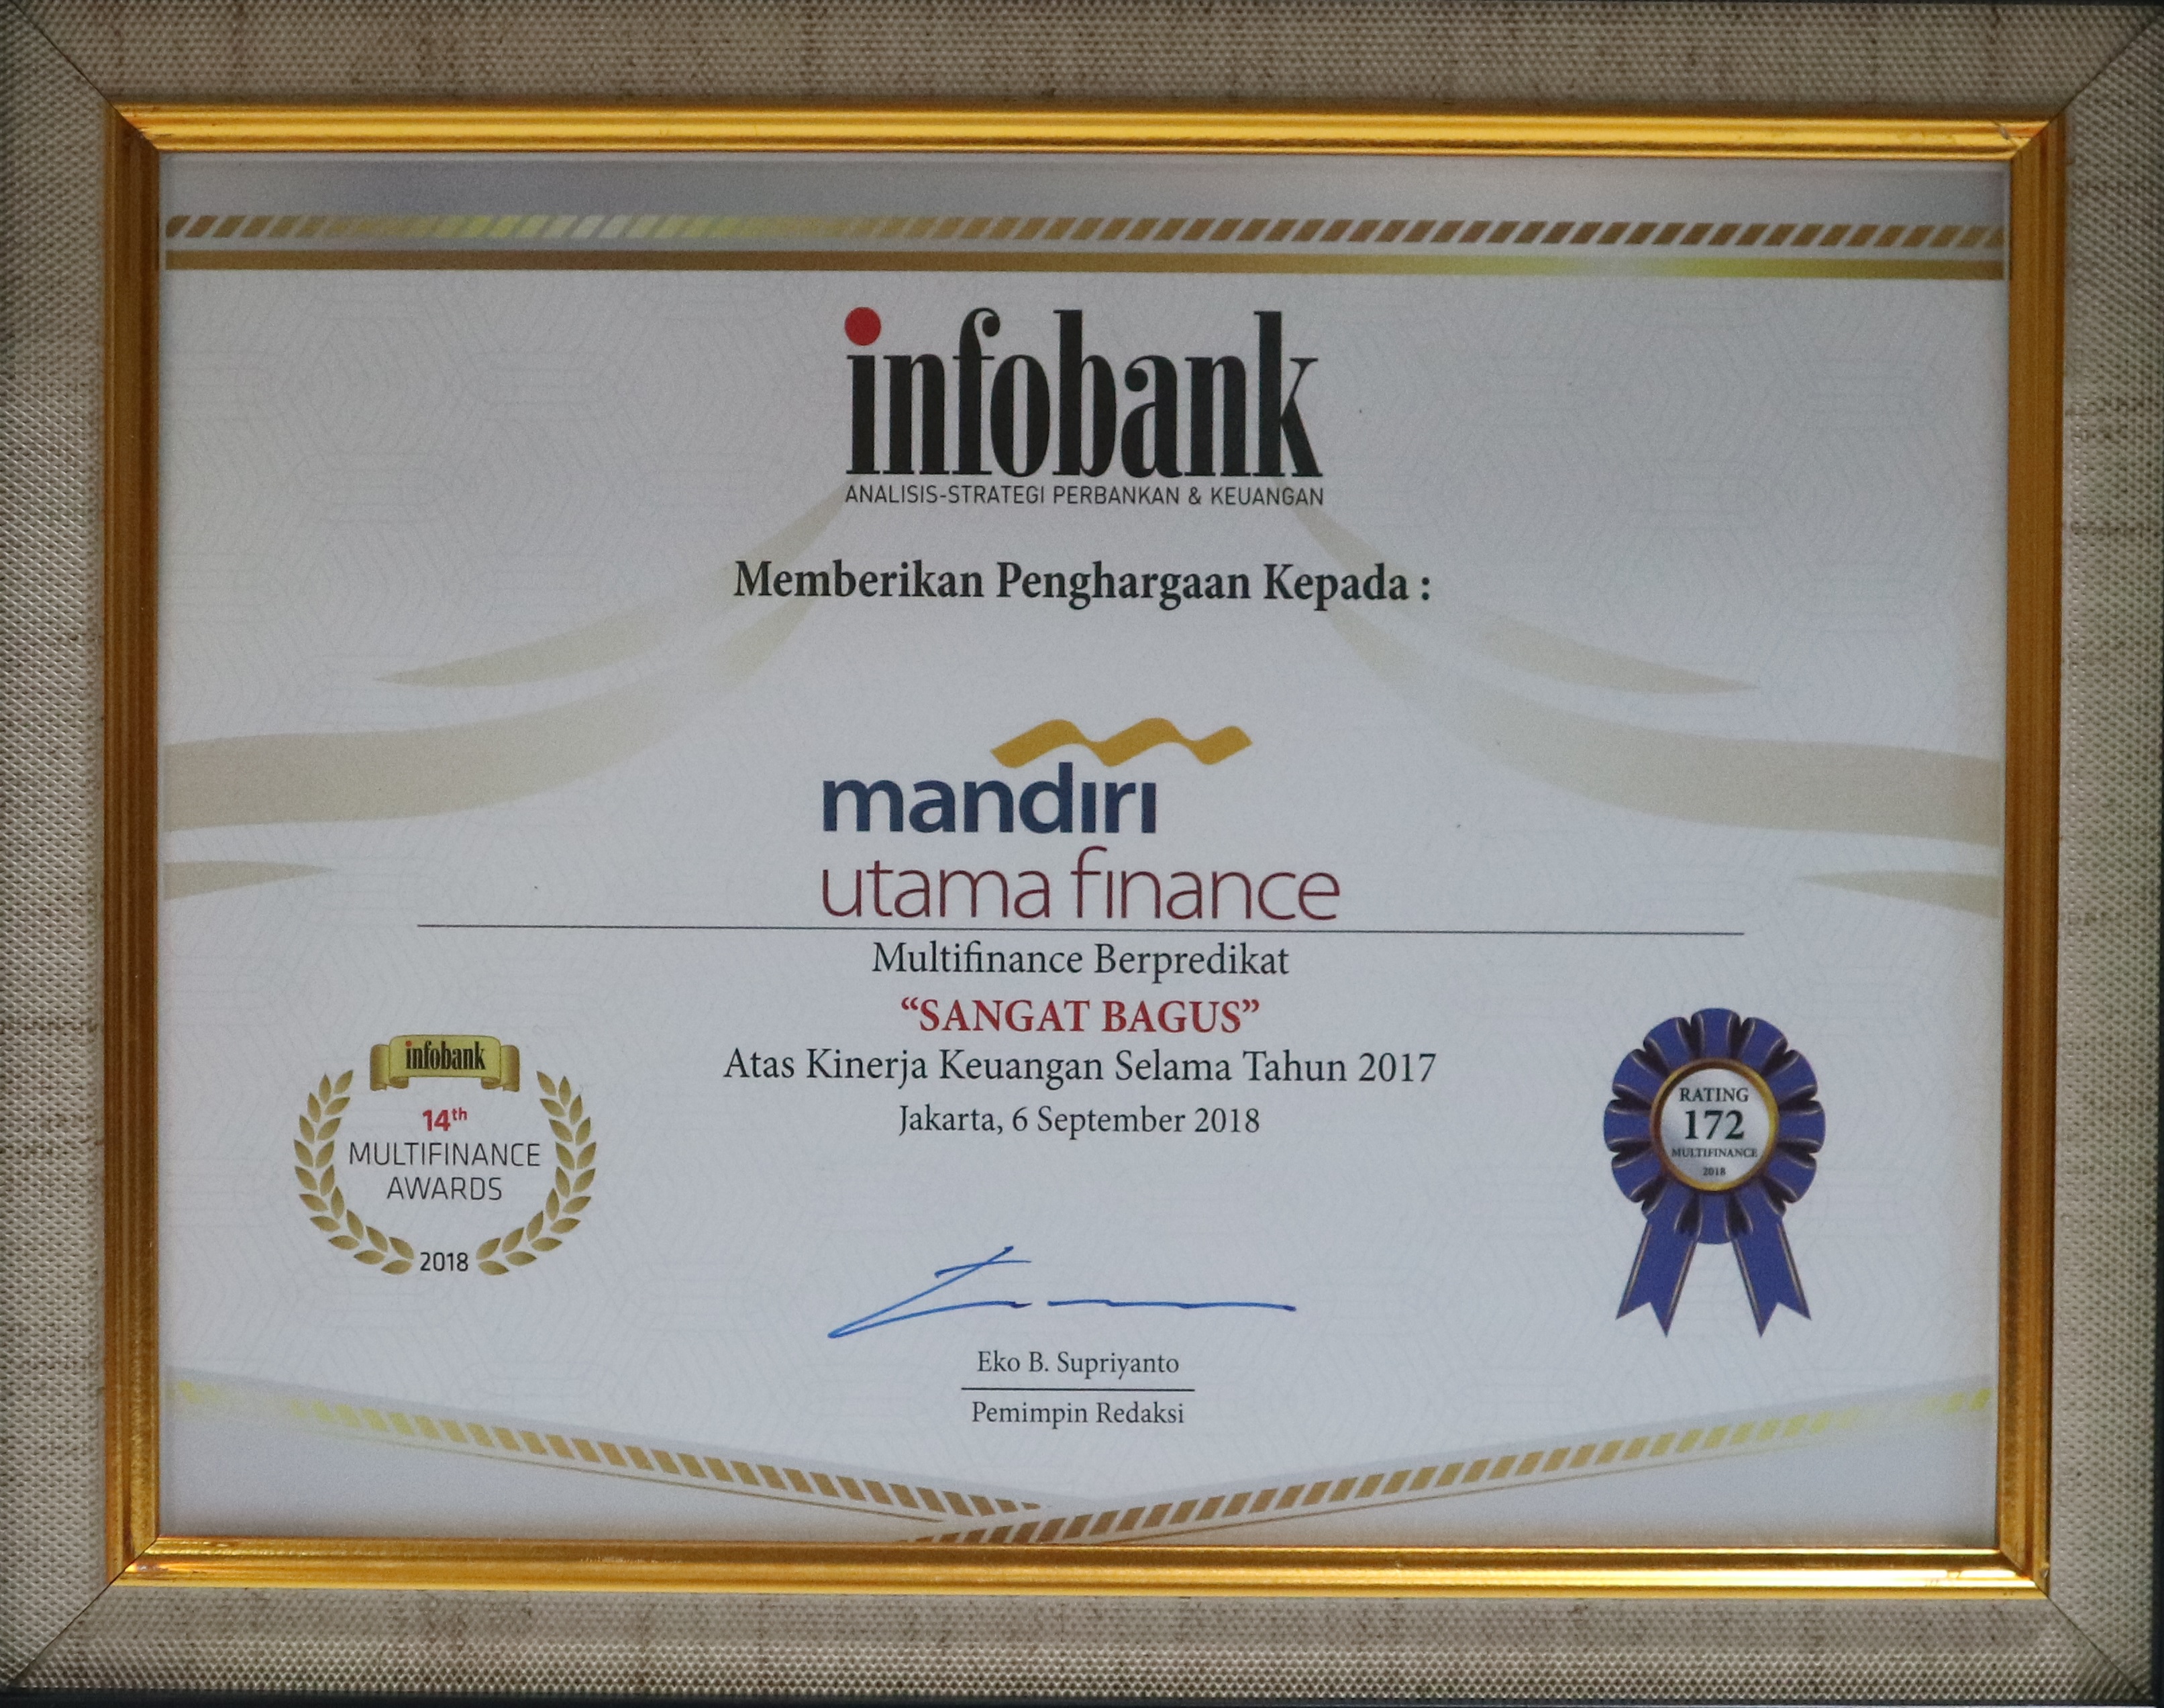 infobank
ANALISIS-STRATEGI PERBANKAN & KEUANGAN
Memberikan Penghargaan Kepada :
mandiri
utama finance
Multifinance Berpredikat
“SANGAT BAGUS”
Atas Kinerja Keuangan Selama Tahun 2017
Jakarta, 6 September 2018
infobank
14th
MULTIFINANCE
AWARDS
2018
RATING
172
MULTIFINANCE
2018
Eko B. Supriyanto
Pemimpin Redaksi